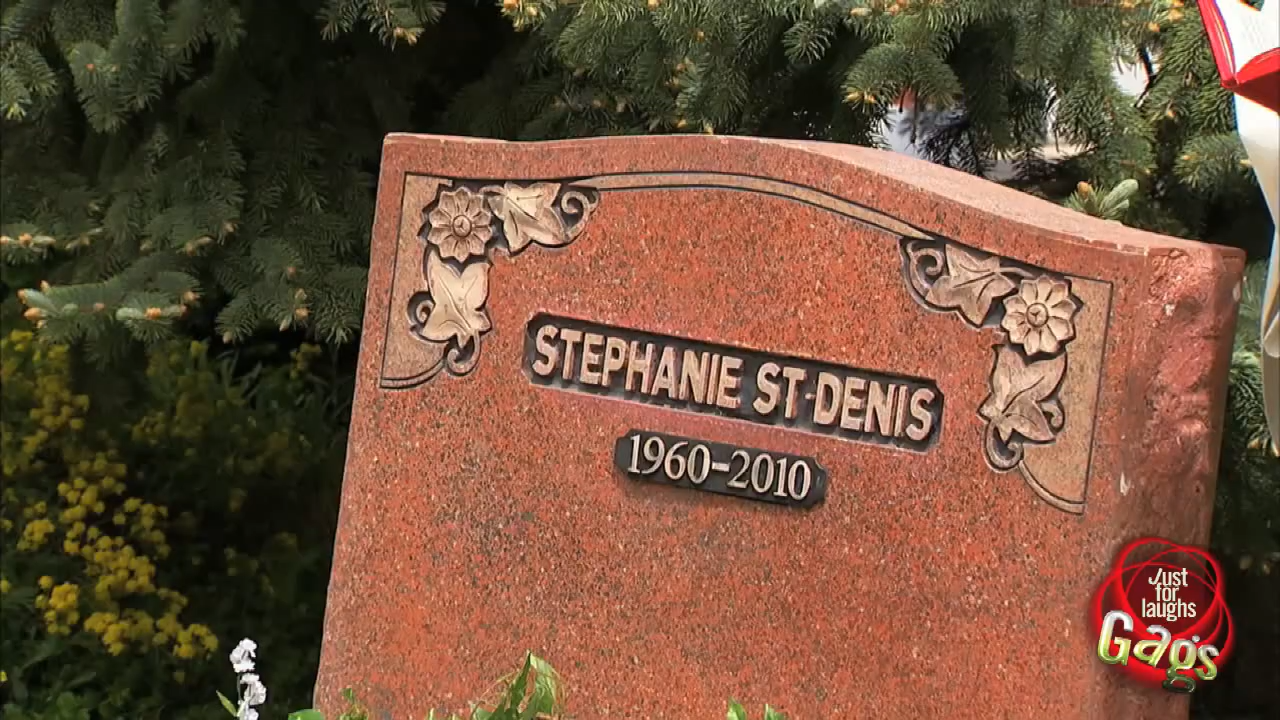 STEPHANIE ST-DENIS
1960-2010
Just
for
laughs
Gags